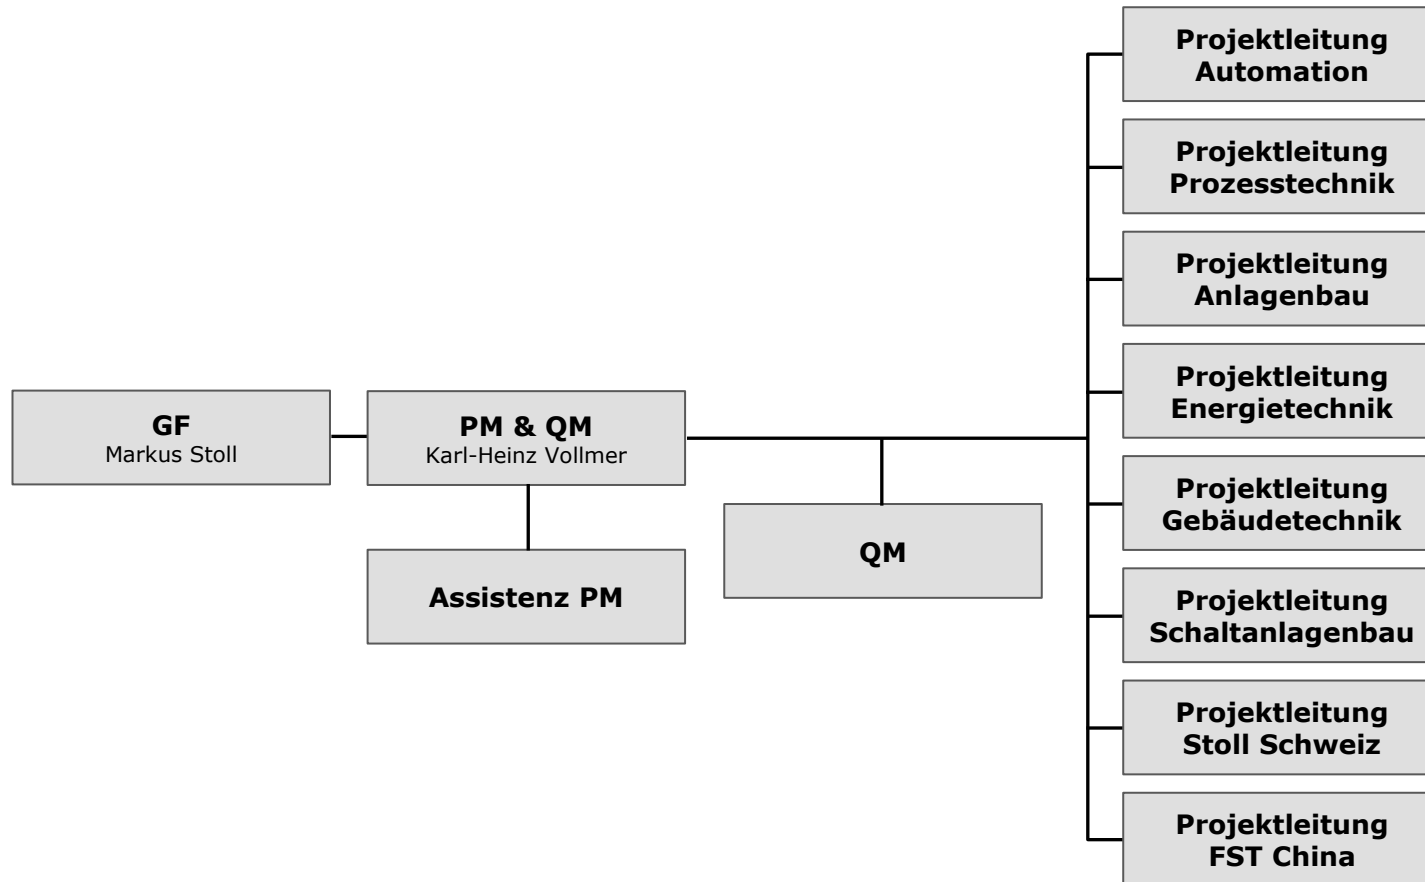 GF
Markus Stoll
PM & QM
Karl-Heinz Vollmer
Assistenz PM
QM
Projektleitung
Automation
Projektleitung
Prozesstechnik
Projektleitung
Anlagenbau
Projektleitung
Energietechnik
Projektleitung
Gebäudetechnik
Projektleitung
Schaltanlagenbau
Projektleitung
Stoll Schweiz
Projektleitung
FST China